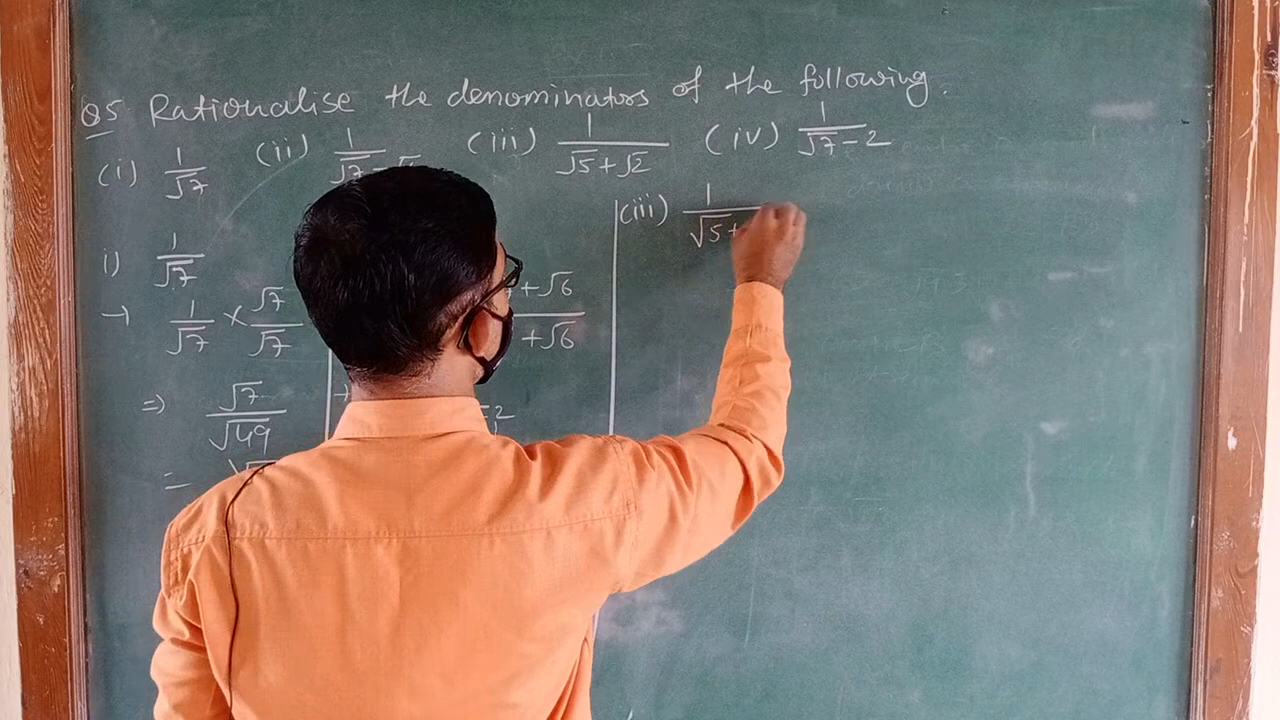 Q5 Rationalise the denominators of the following.
(i) 1/√7 (ii) 1/√7 - (iii) 1/√5+√2 (iv) 1/√7-2
i) 1/√7
→ 1/√7 × √7/√7
⇒ √7/√49
=
+√6/+√6
(iii) 1/√5+